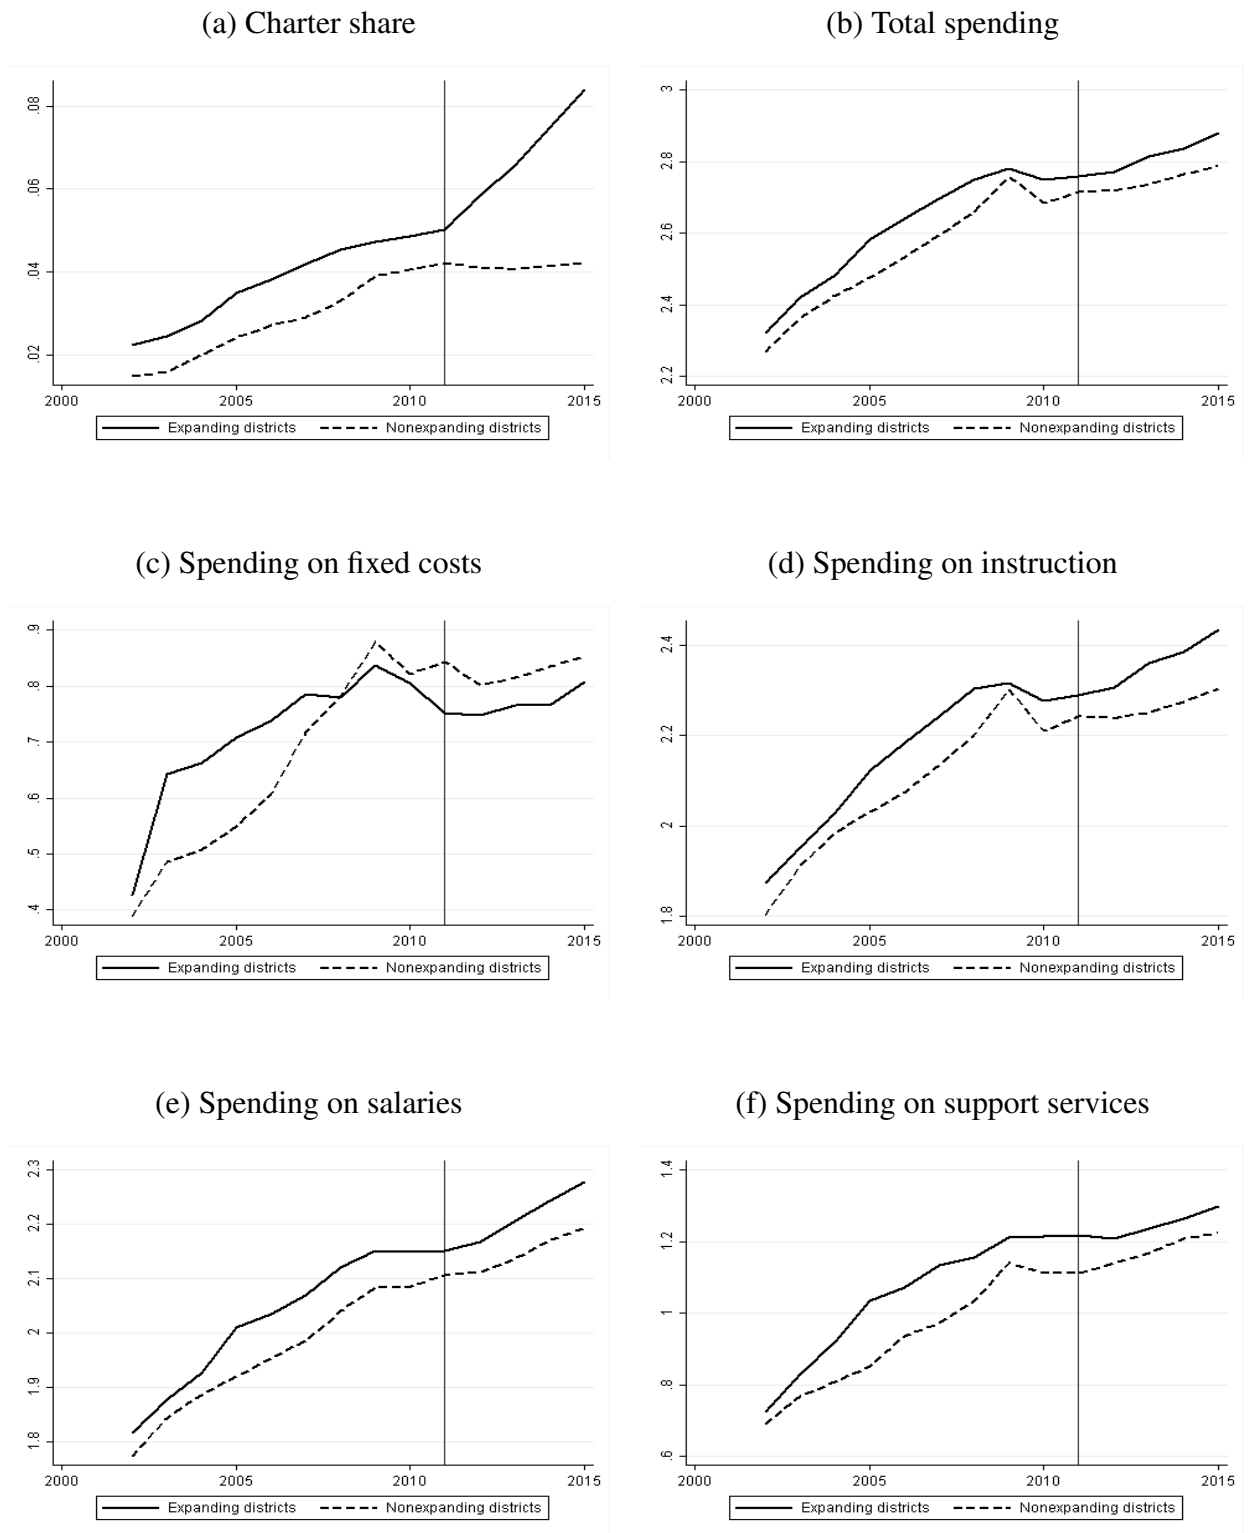 (a) Charter share
.08
.06
.04
.02
2000 2005 2010 2015
Expanding districts Nonexpanding districts
(b) Total spending
3
2.8
2.6
2.4
2.2
2000 2005 2010 2015
Expanding districts Nonexpanding districts
(c) Spending on fixed costs
.9
.8
.7
.6
.5
.4
2000 2005 2010 2015
Expanding districts Nonexpanding districts
(d) Spending on instruction
2.4
2.2
2
1.8
2000 2005 2010 2015
Expanding districts Nonexpanding districts
(e) Spending on salaries
2.3
2.2
2.1
2
1.9
1.8
2000 2005 2010 2015
Expanding districts Nonexpanding districts
(f) Spending on support services
1.4
1.2
1
.8
.6
2000 2005 2010 2015
Expanding districts Nonexpanding districts